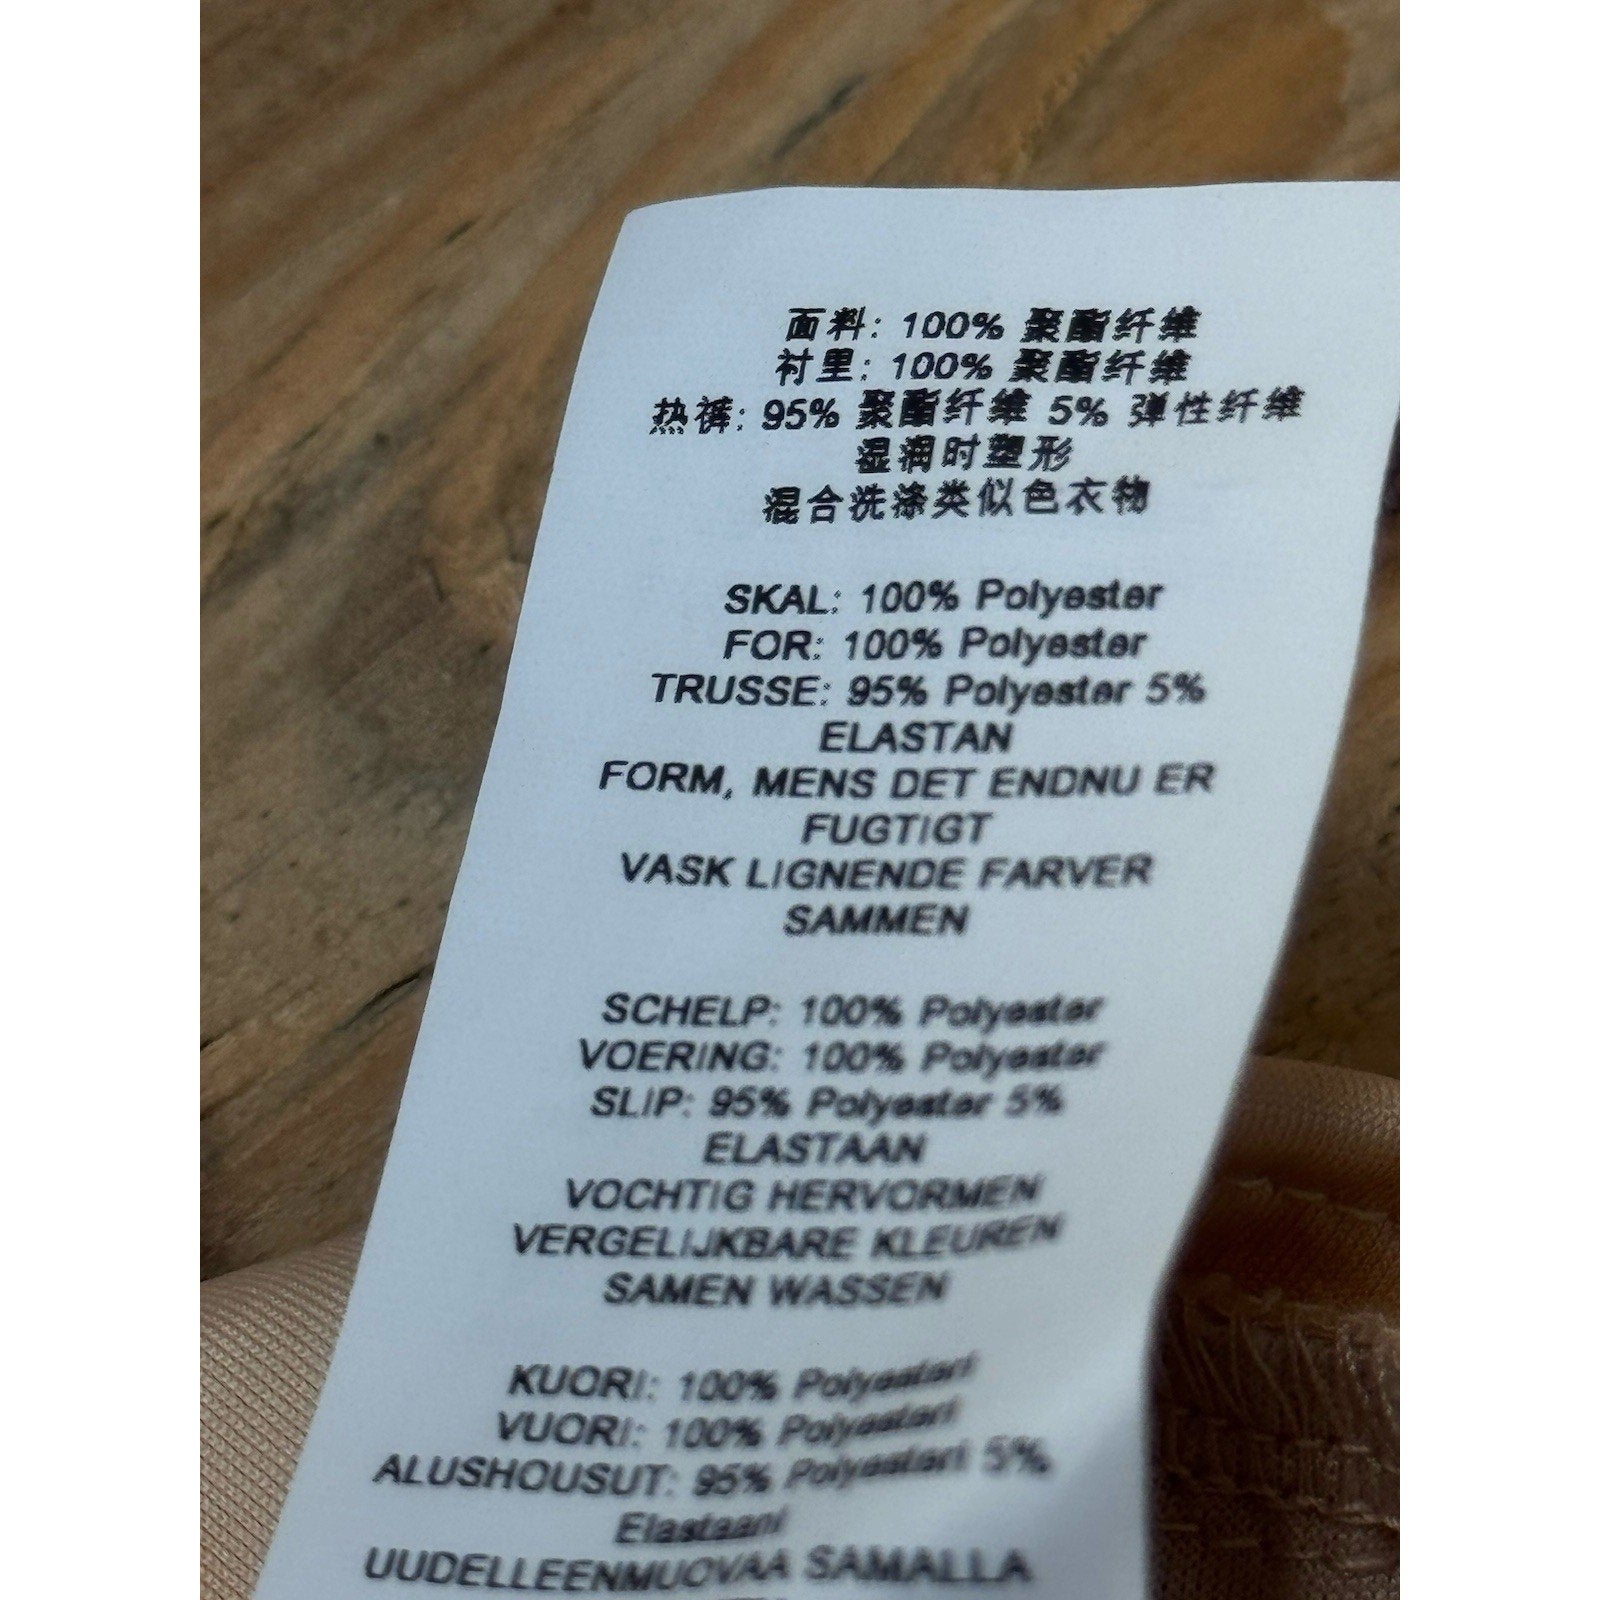 面料: 100% 聚酯纤维
衬里: 100% 聚酯纤维
热裤: 95% 聚酯纤维 5% 弹性纤维
湿润时塑形
混合洗涤类似色衣物
SKAL: 100% Polyester
FOR: 100% Polyester
TRUSSE: 95% Polyester 5%
ELASTAN
FORM, MENS DET ENDNU ER
FUGTIGT
VASK LIGNENDE FARVER
SAMMEN
SCHELP: 100% Polyester
VOERING: 100% Polyester
SLIP: 95% Polyester 5%
ELASTAAN
VOCHTIG HERVORMEN
VERGELIJKBARE KLEUREN
SAMEN WASSEN
KUORI: 100% Polyesteri
VUORI: 100% Polyesteri
ALUSHOUSUT: 95% Polyesteri 5%
Elastaani
UUDELLEENMUOVAA SAMALLA